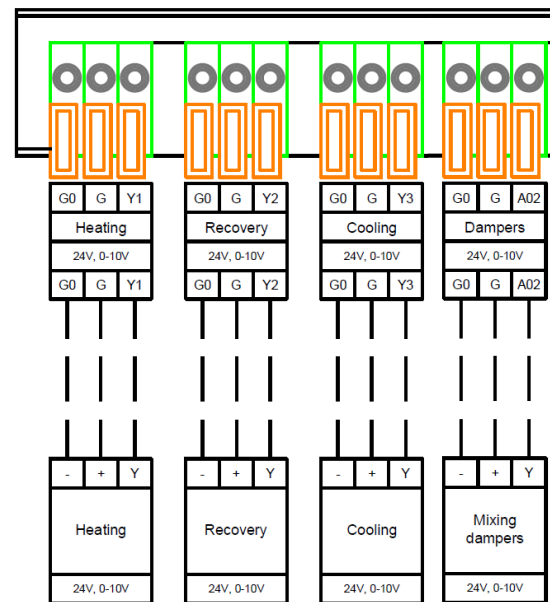 G0 G Y1 G0 G Y2 G0 G Y3 G0 G A02
Heating Recovery Cooling Dampers
24V, 0-10V 24V, 0-10V 24V, 0-10V 24V, 0-10V
G0 G Y1 G0 G Y2 G0 G Y3 G0 G A02
- + Y - + Y - + Y - + Y
Heating Recovery Cooling Mixing
dampers
24V, 0-10V 24V, 0-10V 24V, 0-10V 24V, 0-10V